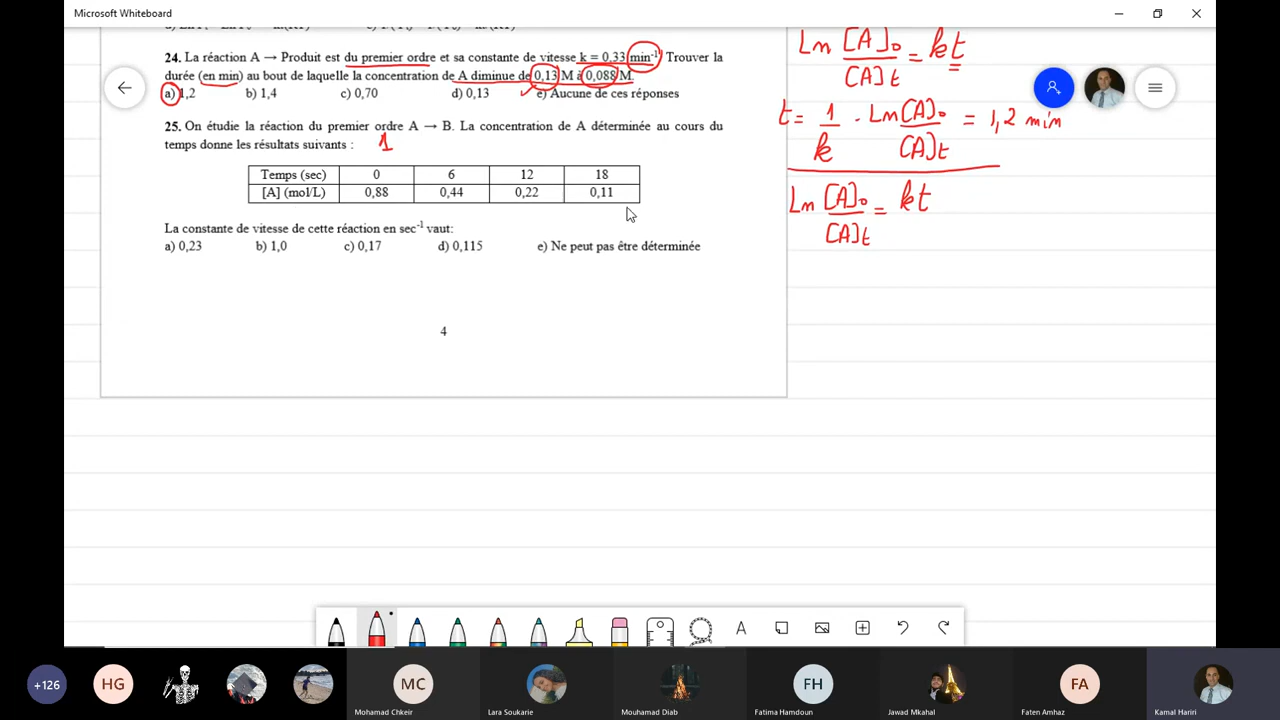 Microsoft Whiteboard
24. La réaction A → Produit est du premier ordre et sa constante de vitesse k = 0,33 min⁻¹. Trouver la
durée (en min) au bout de laquelle la concentration de A diminue de 0,13 M à 0,088 M.
a) 1,2 b) 1,4 c) 0,70 d) 0,13 e) Aucune de ces réponses
25. On étudie la réaction du premier ordre A → B. La concentration de A déterminée au cours du
temps donne les résultats suivants :
1
Temps (sec) 0 6 12 18
[A] (mol/L) 0,88 0,44 0,22 0,11
La constante de vitesse de cette réaction en sec⁻¹ vaut:
a) 0,23 b) 1,0 c) 0,17 d) 0,115 e) Ne peut pas être déterminée
4
Ln [A]₀ / [A]t = kt
t = 1/k . Ln [A]₀ / [A]t = 1,2 min
Ln [A]₀ / [A]t = kt
A
+126
HG
MC
FH
FA
Mohamad Chkeir
Lara Soukarie
Mouhamad Diab
Fatima Hamdoun
Jawad Mkahal
Faten Amhaz
Kamal Hariri